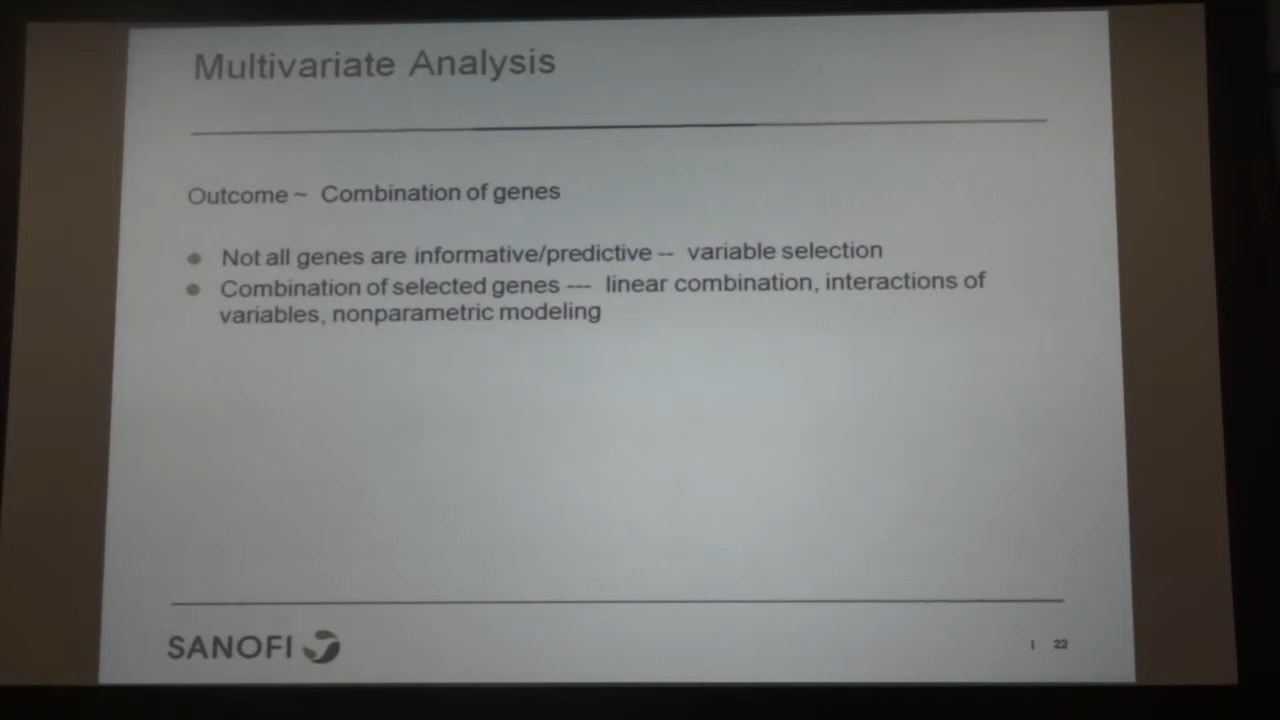 Multivariate Analysis
Outcome ~ Combination of genes
● Not all genes are informative/predictive -- variable selection
● Combination of selected genes --- linear combination, interactions of
variables, nonparametric modeling
SANOFI
| 22